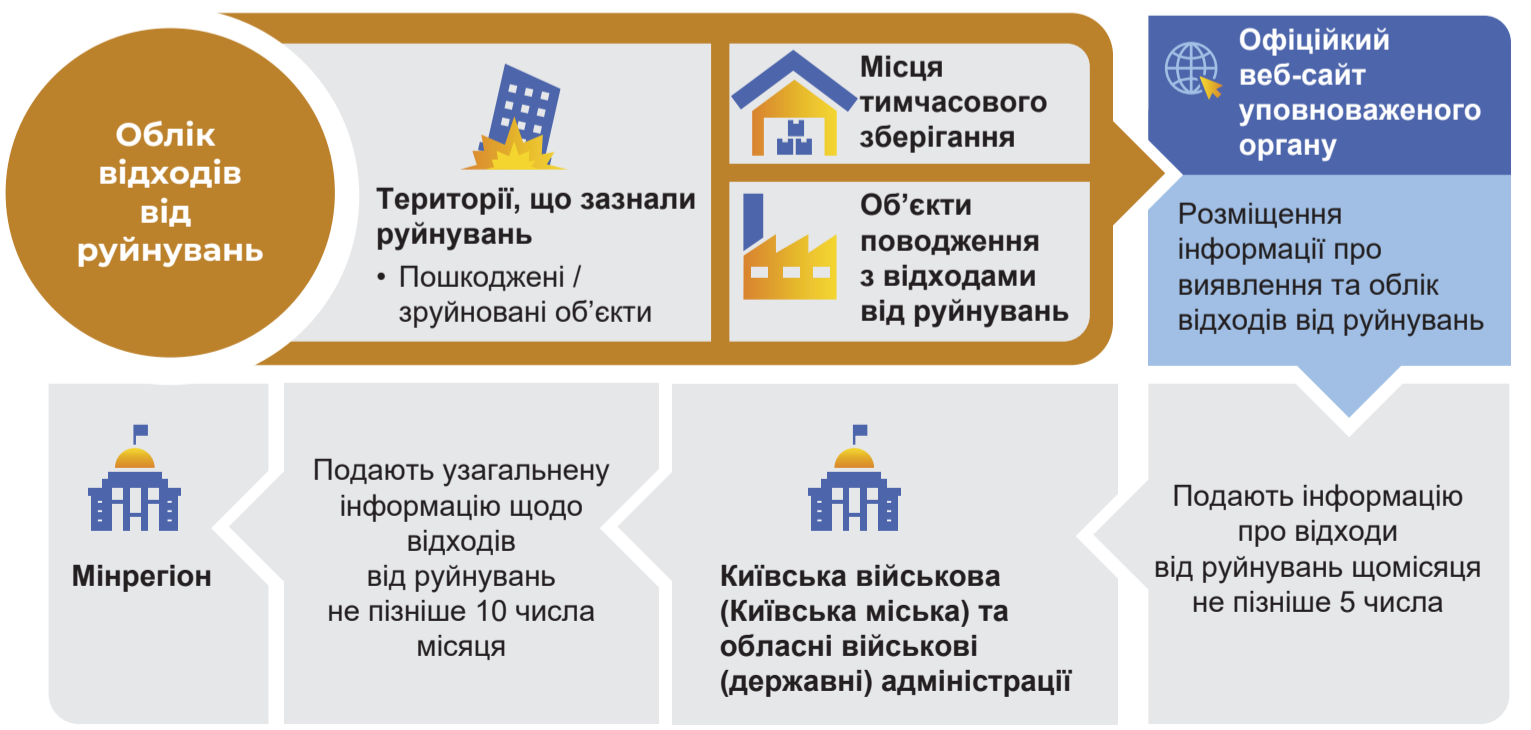 Облік
відходів
від
руйнувань
Території, що зазнали
руйнувань
• Пошкоджені /
зруйновані об’єкти
Місця
тимчасового
зберігання
Об’єкти
поводження
з відходами
від руйнувань
Офіційкий
веб-сайт
уповноваженого
органу
Розміщення
інформації про
виявлення та облік
відходів від руйнувань
Подають інформацію
про відходи
від руйнувань щомісяця
не пізніше 5 числа
Київська військова
(Київська міська) та
обласні військові
(державні) адміністрації
Подають узагальнену
інформацію щодо
відходів
від руйнувань
не пізніше 10 числа
місяця
Мінрегіон